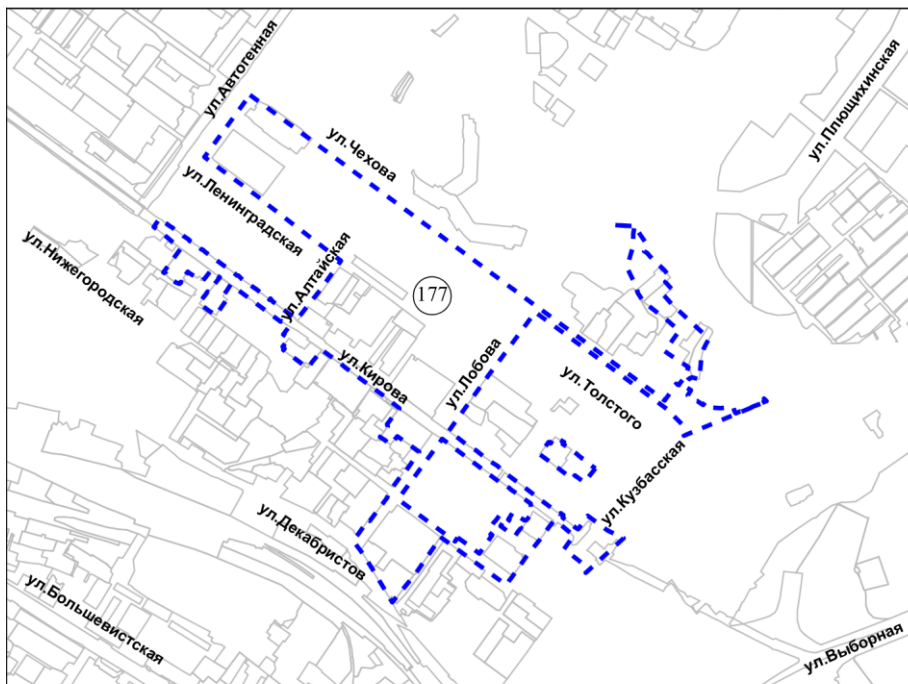 ул.Автогенная
ул.Плющихинская
ул.Чехова
ул.Ленинградская
ул.Нижегородская
ул.Алтайская
177
ул.Кирова
ул.Лобова
ул.Толстого
ул.Кузбасская
ул.Декабристов
ул.Большевистская
ул.Выборная